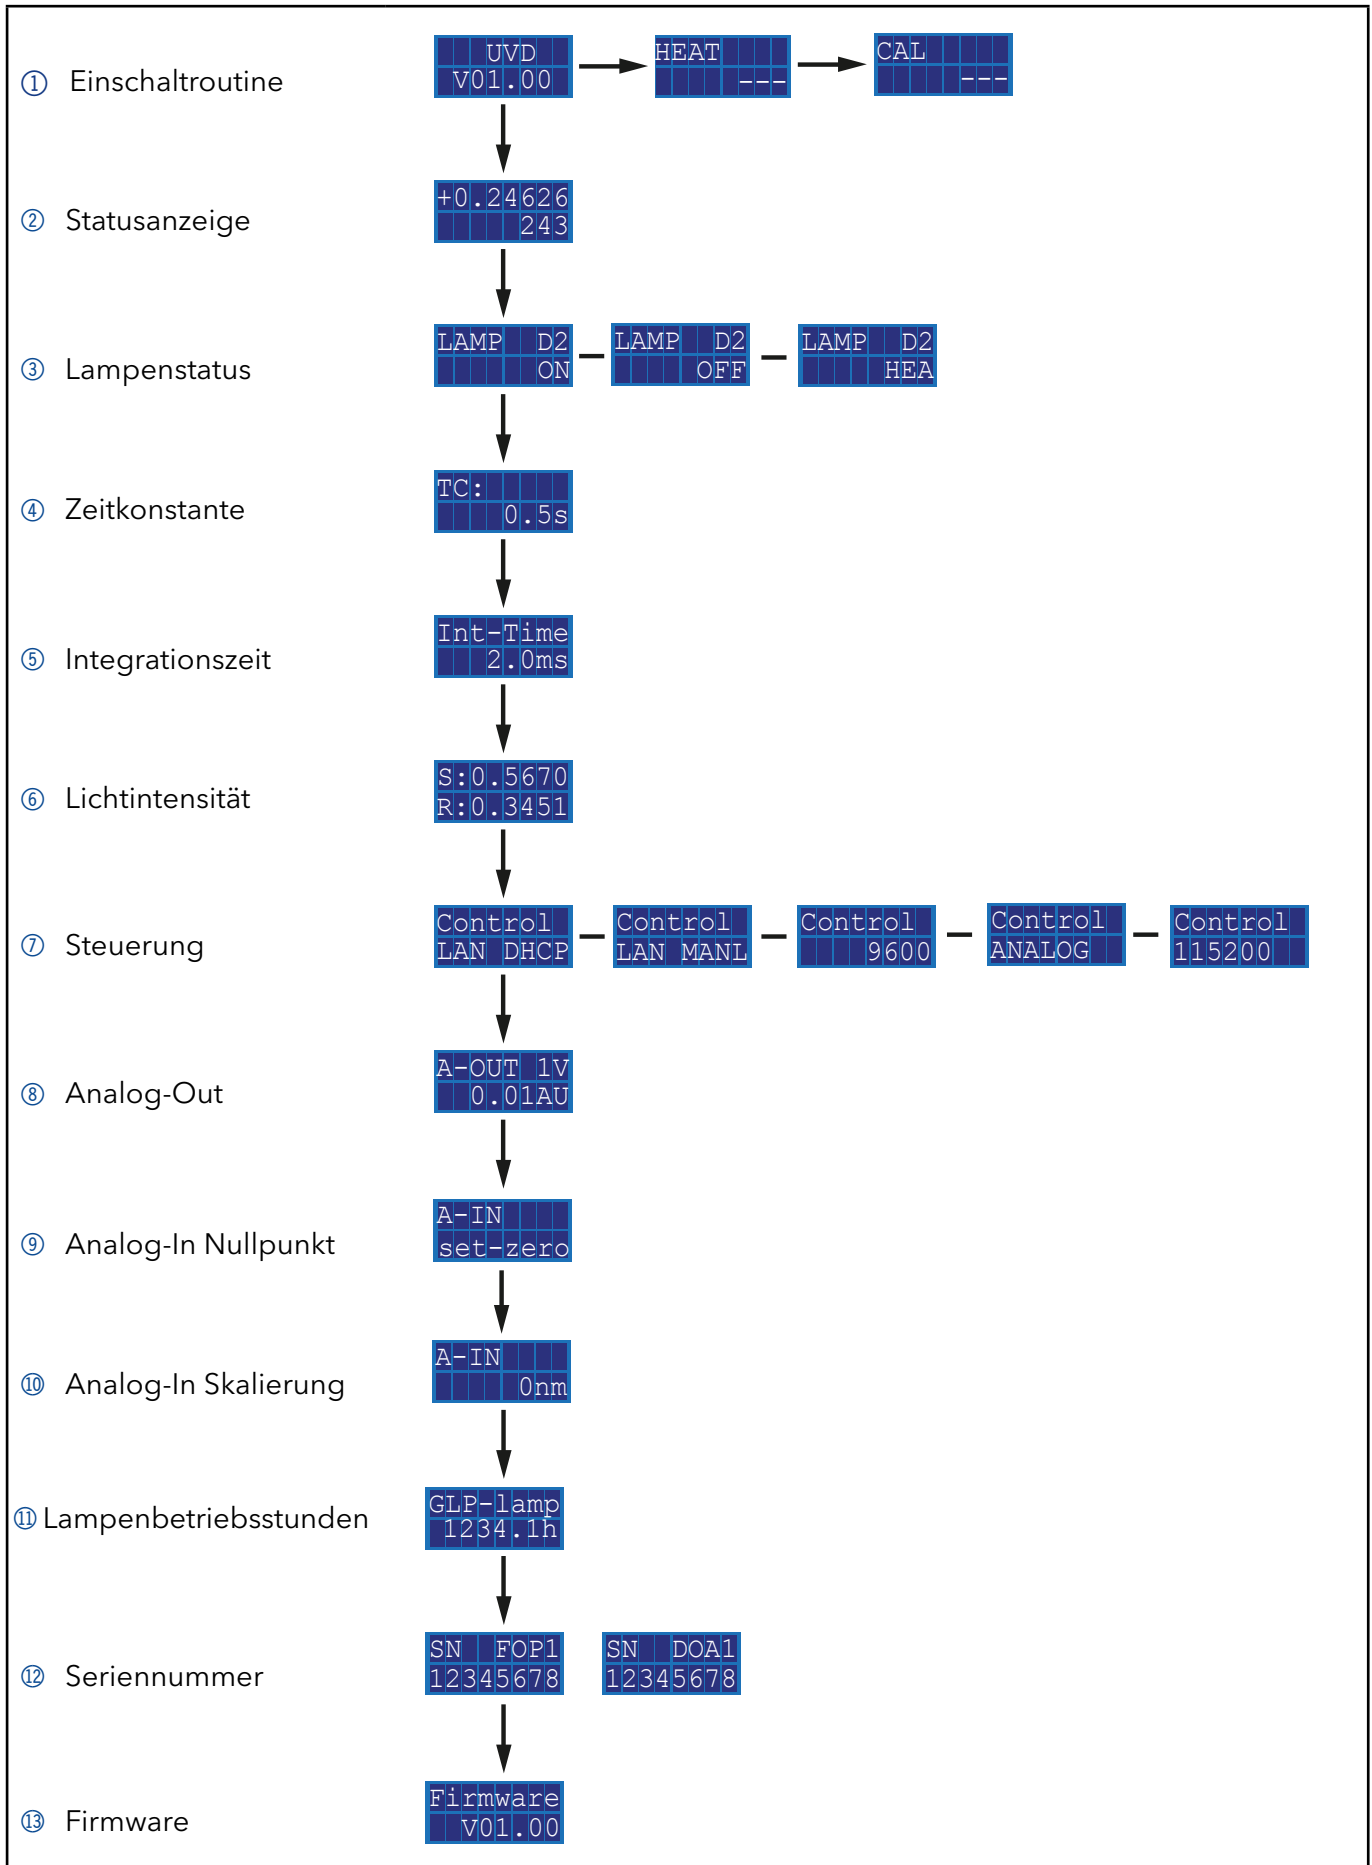 ① Einschaltroutine
UVD
V01.00
HEAT
---
CAL
---
② Statusanzeige
+0.24626
243
③ Lampenstatus
LAMP D2
ON
LAMP D2
OFF
LAMP D2
HEA
④ Zeitkonstante
TC:
0.5s
⑤ Integrationszeit
Int-Time
2.0ms
⑥ Lichtintensität
S:0.5670
R:0.3451
⑦ Steuerung
Control
LAN DHCP
Control
LAN MANL
Control
9600
Control
ANALOG
Control
115200
⑧ Analog-Out
A-OUT 1V
0.01AU
⑨ Analog-In Nullpunkt
A-IN
set-zero
⑩ Analog-In Skalierung
A-IN
0nm
⑪ Lampenbetriebsstunden
GLP-lamp
1234.1h
⑫ Seriennummer
SN FOP1
12345678
SN DOA1
12345678
⑬ Firmware
Firmware
V01.00